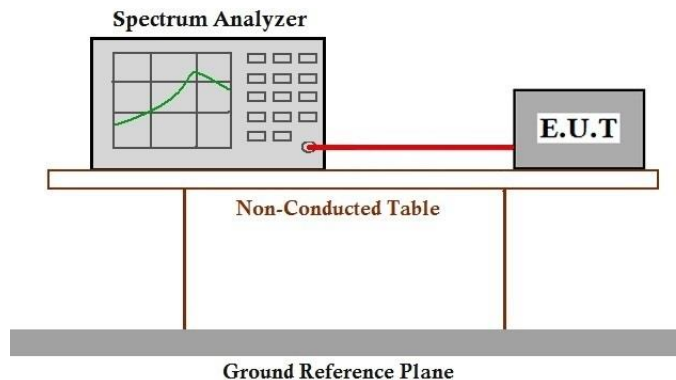 Spectrum Analyzer
E.U.T
Non-Conducted Table
Ground Reference Plane